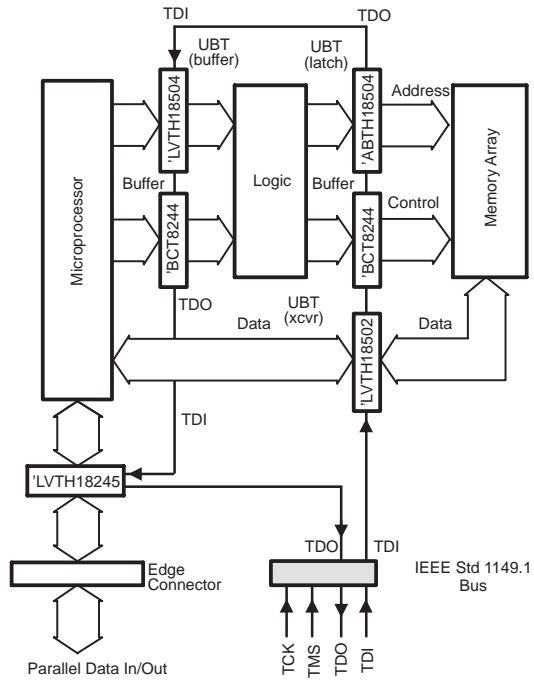 TDI
TDO
UBT
(buffer)
UBT
(latch)
Microprocessor
'LVTH18504
Logic
'ABTH18504
Address
Memory Array
Buffer
'BCT8244
Buffer
'BCT8244
Control
TDO
UBT
(xcvr)
Data
'LVTH18502
Data
TDI
'LVTH18245
TDO
TDI
Edge
Connector
IEEE Std 1149.1
Bus
TCK
TMS
TDO
TDI
Parallel Data In/Out